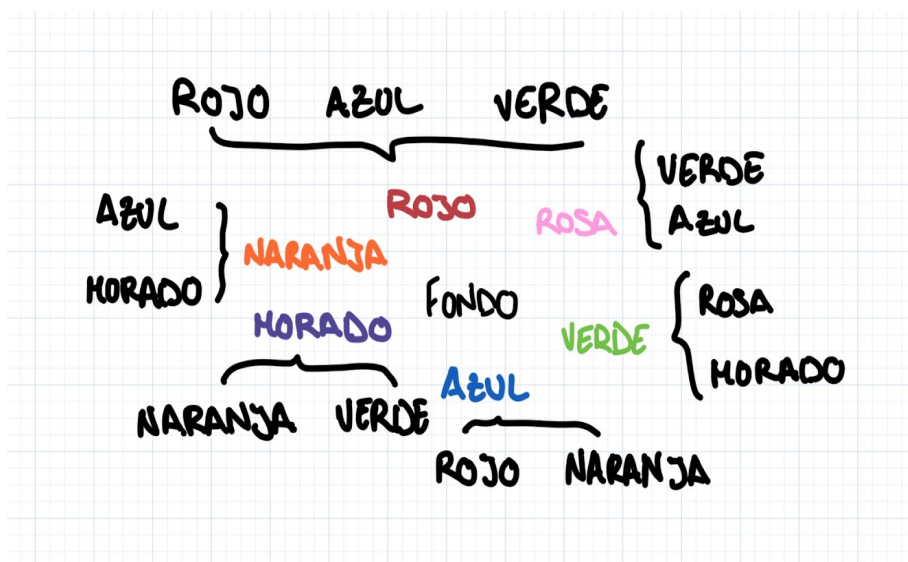 ROJO AZUL VERDE
VERDE
AZUL
ROJO
ROSA
AZUL
MORADO
NARANJA
FONDO
ROSA
MORADO
MORADO
VERDE
AZUL
NARANJA VERDE
ROJO NARANJA